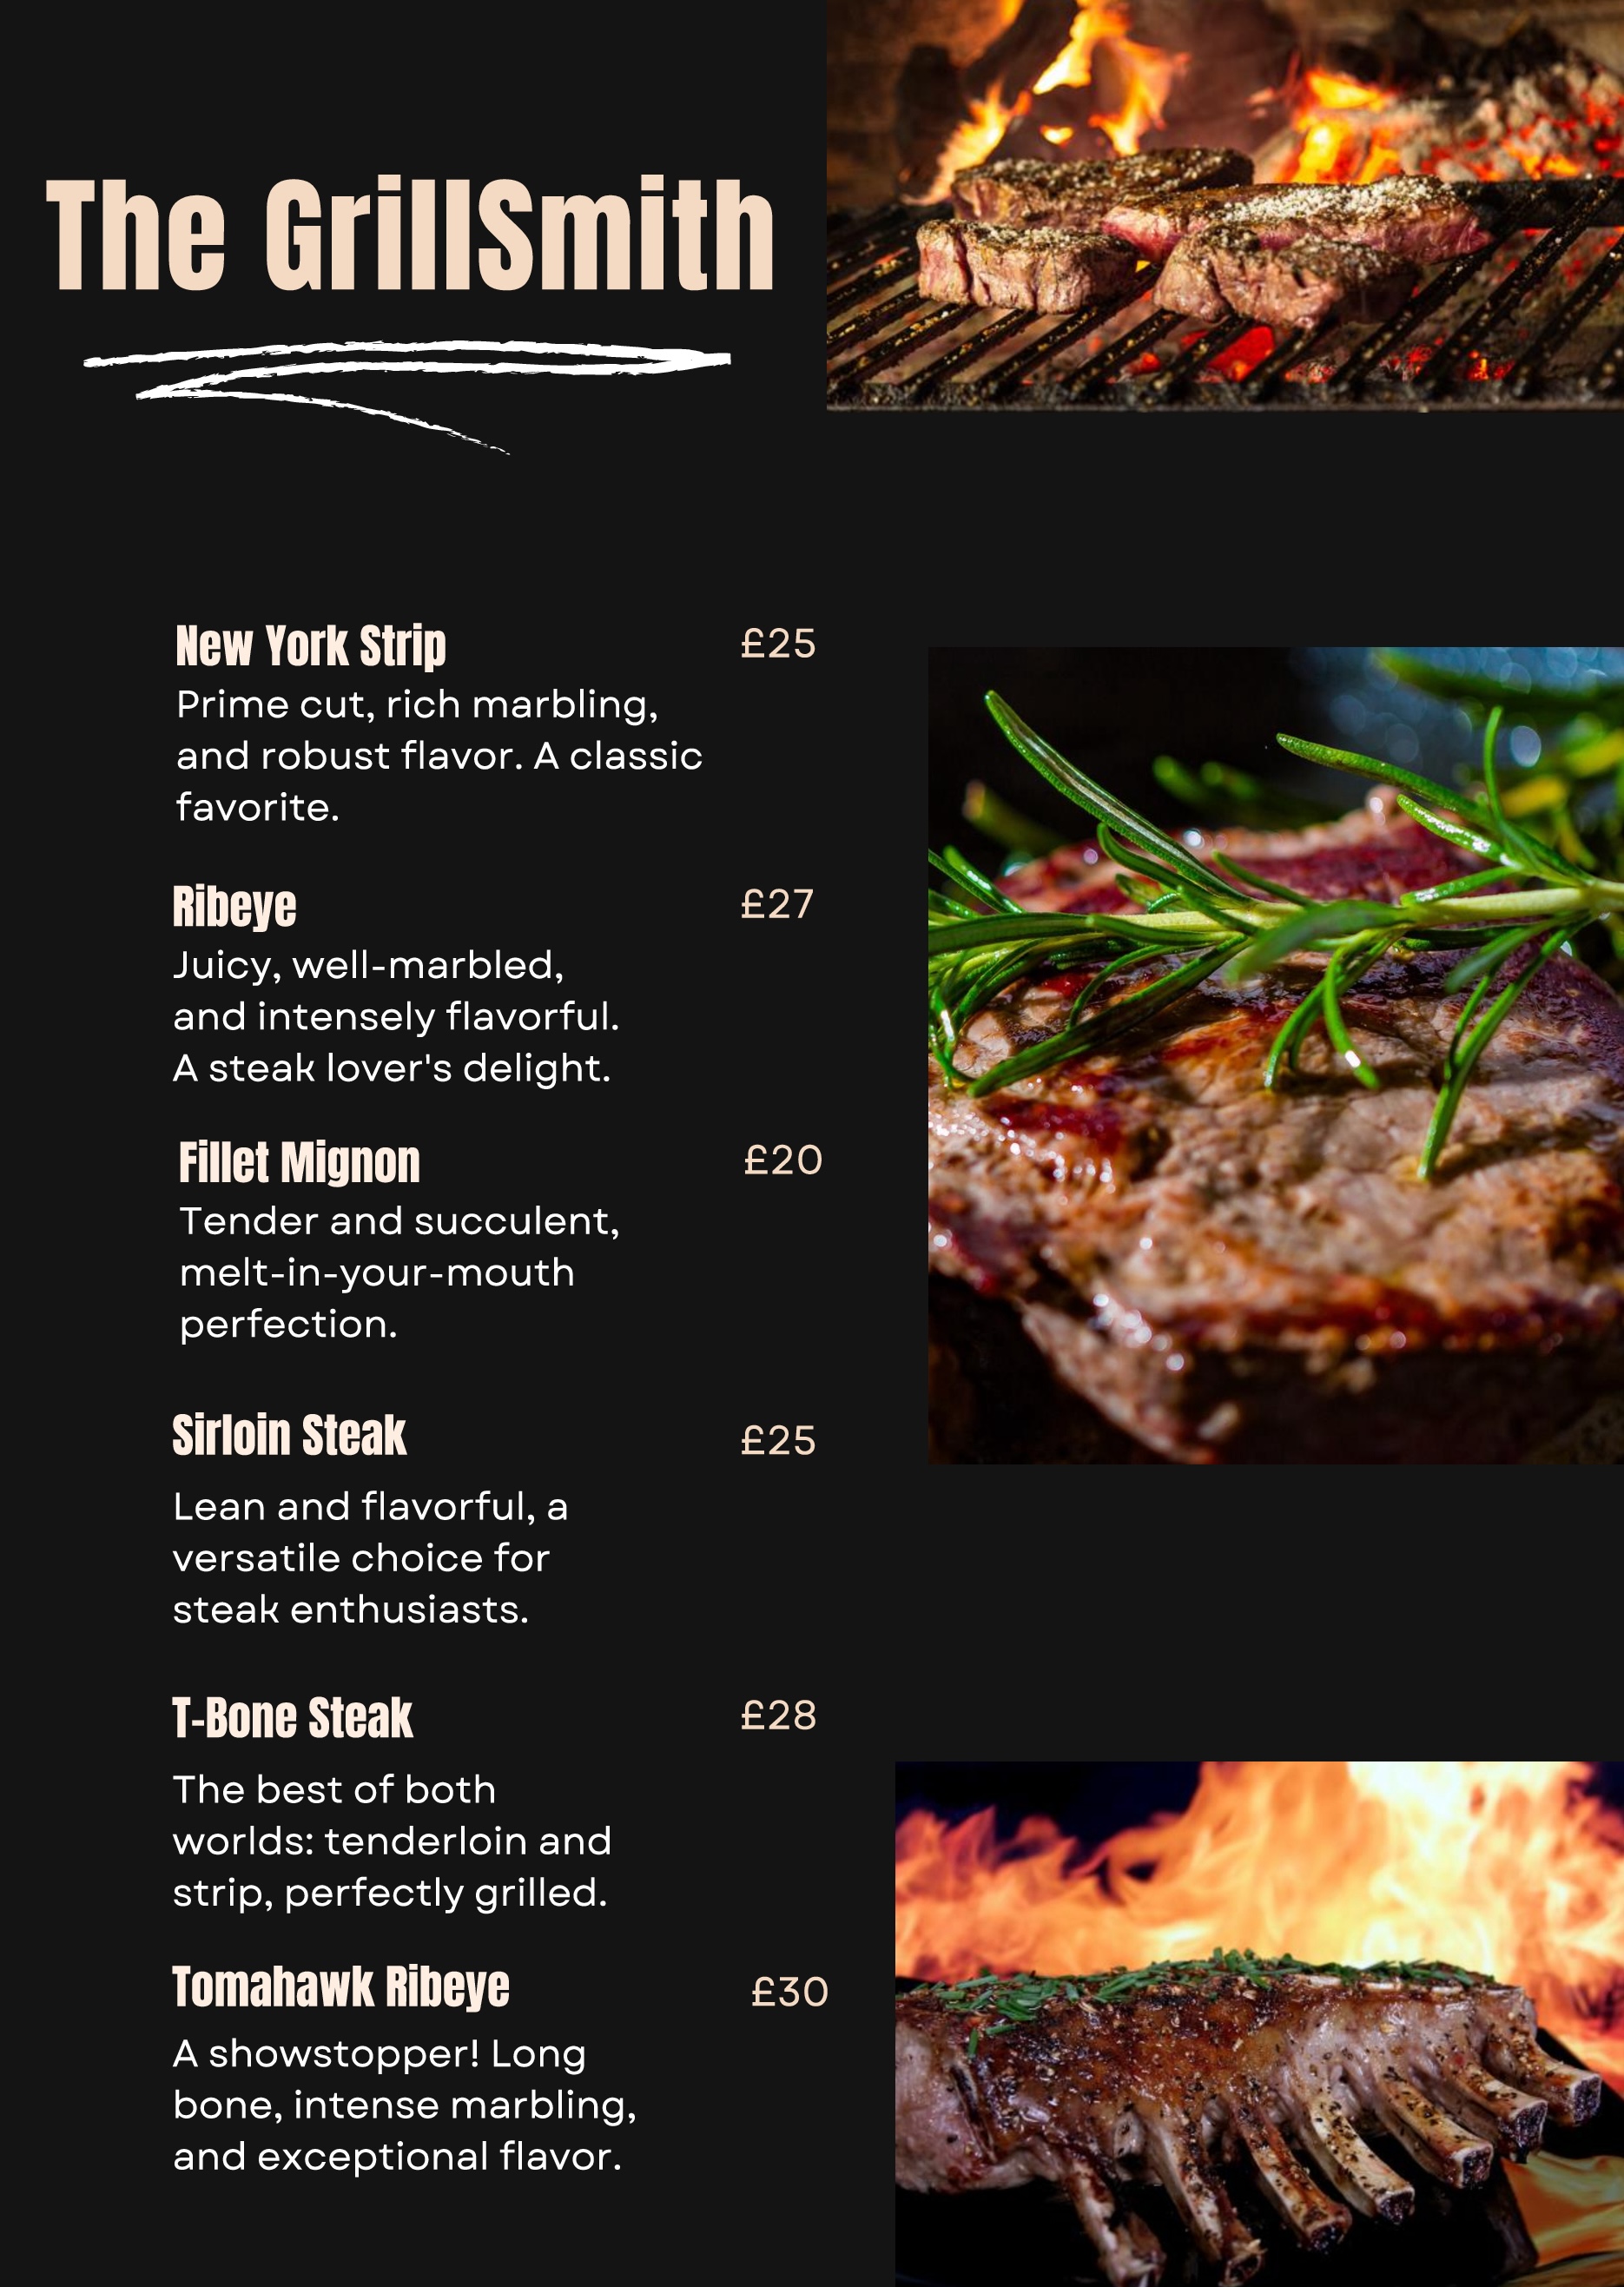 The GrillSmith
New York Strip £25
Prime cut, rich marbling,
and robust flavor. A classic
favorite.
Ribeye £27
Juicy, well-marbled,
and intensely flavorful.
A steak lover's delight.
Fillet Mignon £20
Tender and succulent,
melt-in-your-mouth
perfection.
Sirloin Steak £25
Lean and flavorful, a
versatile choice for
steak enthusiasts.
T-Bone Steak £28
The best of both
worlds: tenderloin and
strip, perfectly grilled.
Tomahawk Ribeye £30
A showstopper! Long
bone, intense marbling,
and exceptional flavor.